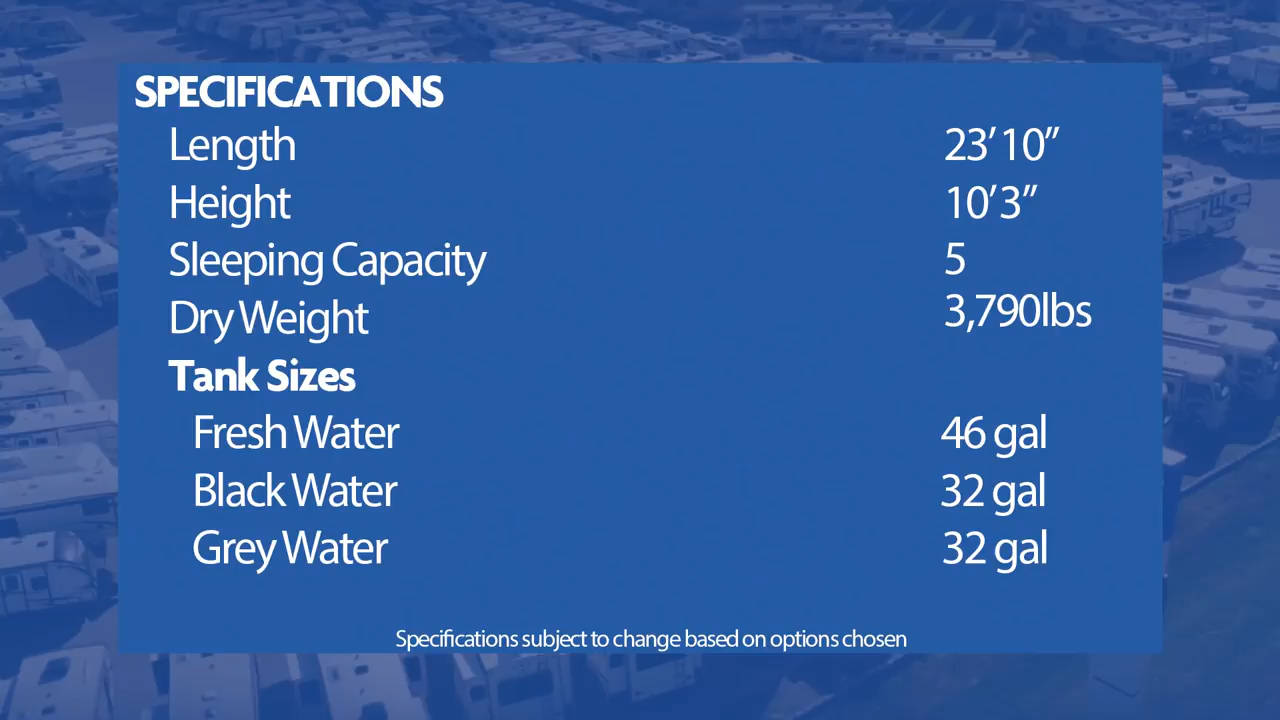 SPECIFICATIONS
Length 23’10”
Height 10’3”
Sleeping Capacity 5
Dry Weight 3,790lbs
Tank Sizes
Fresh Water 46 gal
Black Water 32 gal
Grey Water 32 gal
Specifications subject to change based on options chosen